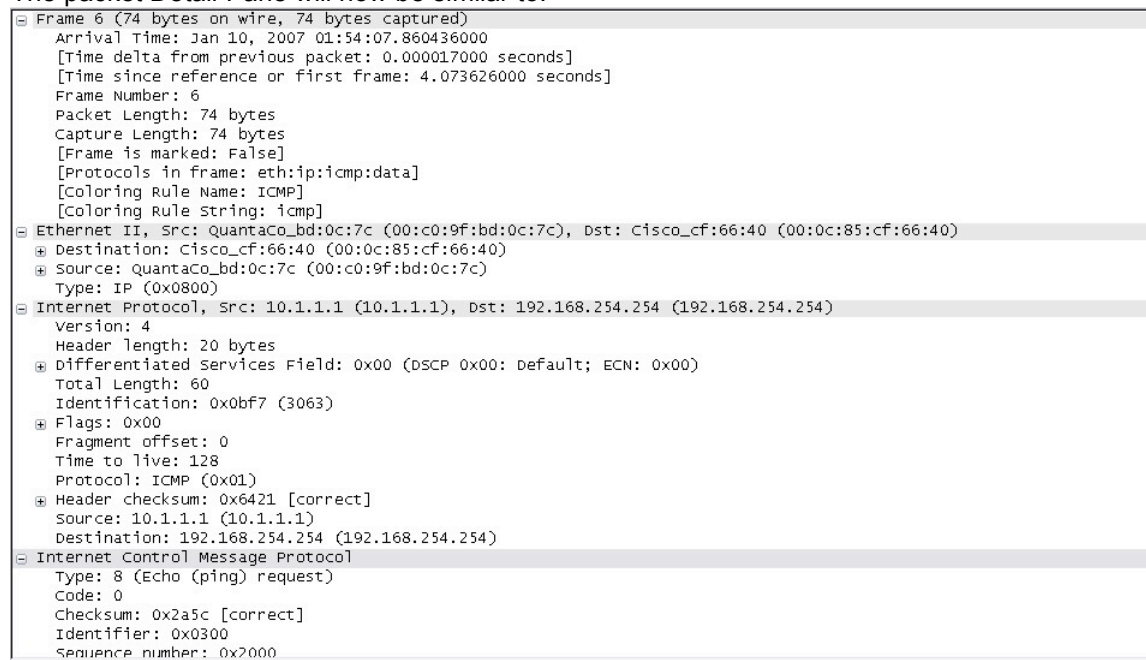 The packet Detail Pane will now be similar to:
Frame 6 (74 bytes on wire, 74 bytes captured)
Arrival Time: Jan 10, 2007 01:54:07.860436000
[Time delta from previous packet: 0.000017000 seconds]
[Time since reference or first frame: 4.073626000 seconds]
Frame Number: 6
Packet Length: 74 bytes
Capture Length: 74 bytes
[Frame is marked: False]
[Protocols in frame: eth:ip:icmp:data]
[Coloring Rule Name: ICMP]
[Coloring Rule String: icmp]
Ethernet II, Src: QuantaCo_bd:0c:7c (00:c0:9f:bd:0c:7c), Dst: Cisco_cf:66:40 (00:0c:85:cf:66:40)
Destination: Cisco_cf:66:40 (00:0c:85:cf:66:40)
Source: QuantaCo_bd:0c:7c (00:c0:9f:bd:0c:7c)
Type: IP (0x0800)
Internet Protocol, Src: 10.1.1.1 (10.1.1.1), Dst: 192.168.254.254 (192.168.254.254)
Version: 4
Header length: 20 bytes
Differentiated Services Field: 0x00 (DSCP 0x00: Default; ECN: 0x00)
Total Length: 60
Identification: 0x0bf7 (3063)
Flags: 0x00
Fragment offset: 0
Time to live: 128
Protocol: ICMP (0x01)
Header checksum: 0x6421 [correct]
Source: 10.1.1.1 (10.1.1.1)
Destination: 192.168.254.254 (192.168.254.254)
Internet Control Message Protocol
Type: 8 (Echo (ping) request)
Code: 0
Checksum: 0x2a5c [correct]
Identifier: 0x0300
Sequence number: 0x2000